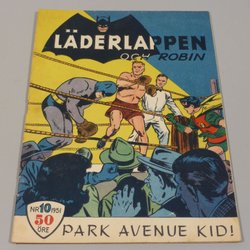 LÄDERLAPPEN
OCH ROBIN
NR 10 1951
50
ÖRE
PARK AVENUE KID!